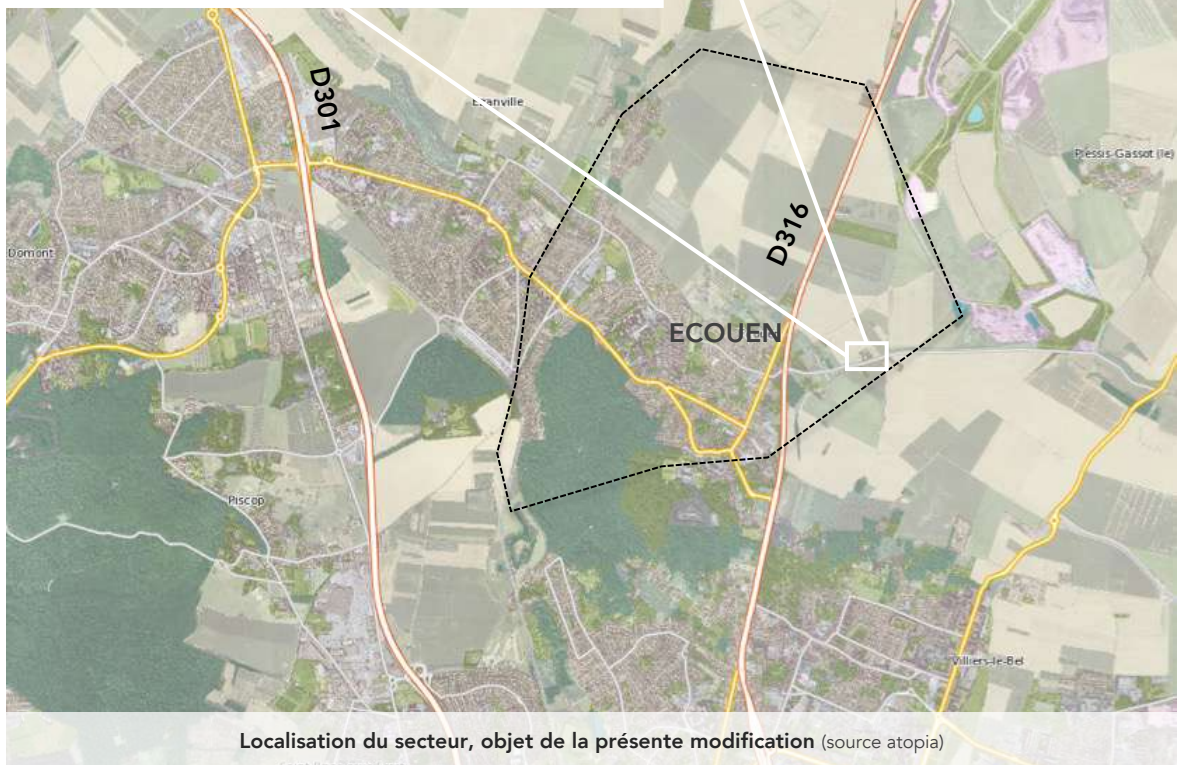 D301
Ezanville
Plessis-Gassot (le)
D316
Domont
ECOUEN
Piscop
Villiers-le-Bel
Localisation du secteur, objet de la présente modification (source atopia)